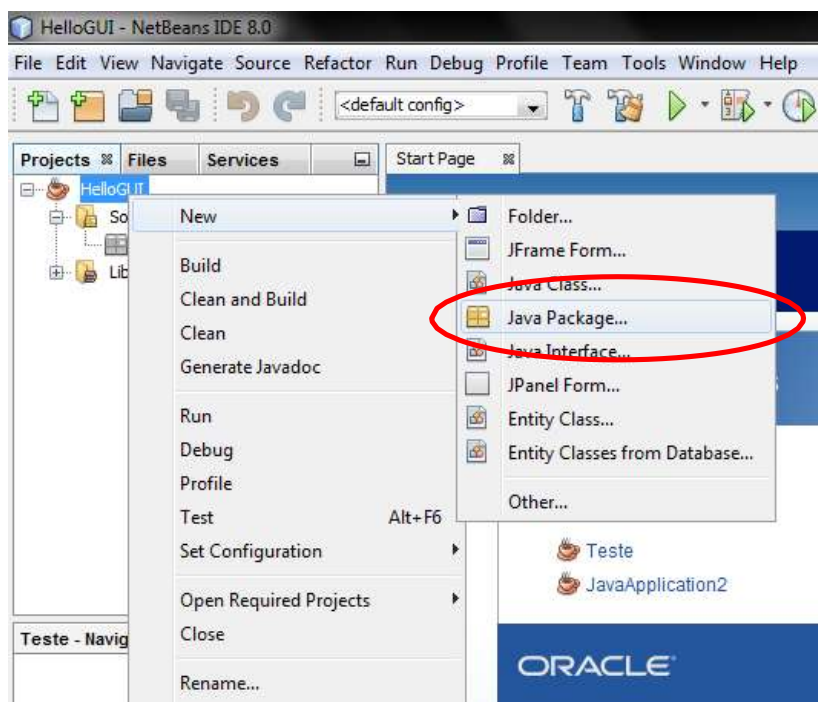 HelloGUI - NetBeans IDE 8.0
File Edit View Navigate Source Refactor Run Debug Profile Team Tools Window Help
<default config>
Projects Files Services Start Page
HelloGUI
So
Lib
New
Build
Clean and Build
Clean
Generate Javadoc
Run
Debug
Profile
Test Alt+F6
Set Configuration
Open Required Projects
Close
Rename...
Folder...
JFrame Form...
Java Class...
Java Package...
Java Interface...
JPanel Form...
Entity Class...
Entity Classes from Database...
Other...
Teste
JavaApplication2
Teste - Navig
ORACLE